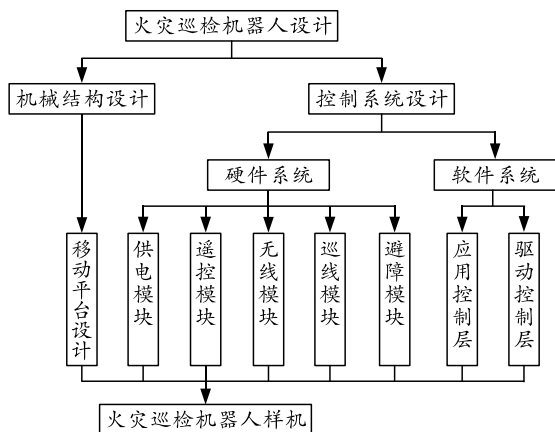 火灾巡检机器人设计
机械结构设计
控制系统设计
硬件系统
软件系统
移动平台设计
供电模块
遥控模块
无线模块
巡线模块
避障模块
应用控制层
驱动控制层
火灾巡检机器人样机